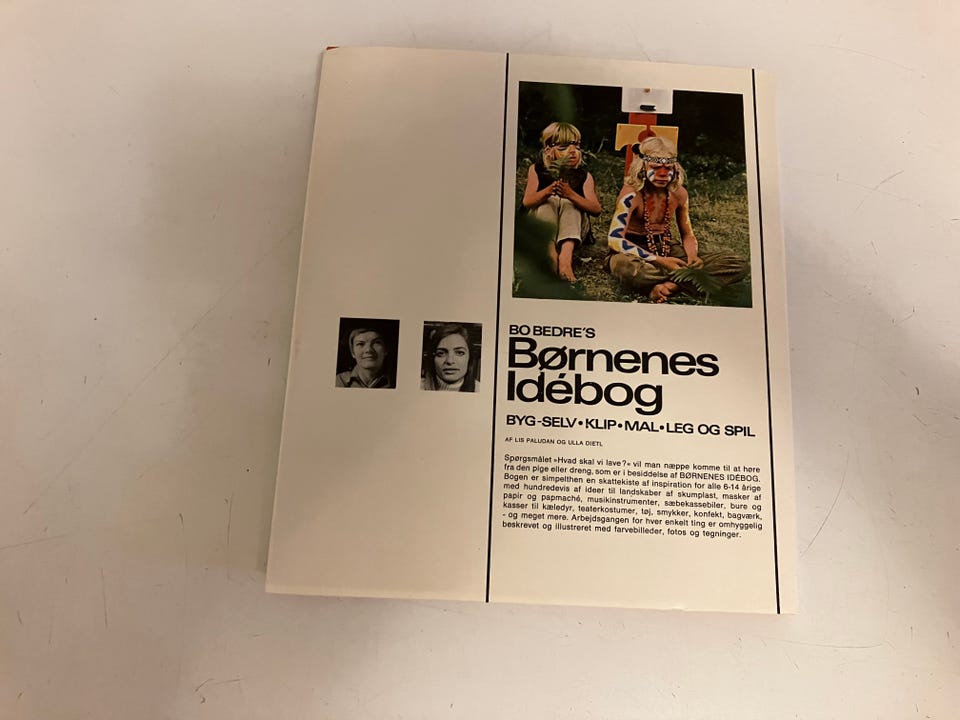 BO BEDRE'S
Børnenes
Idébog
BYG-SELV • KLIP • MAL • LEG OG SPIL
AF LIS PALUDAN OG ULLA DIETL
Spørgsmålet »Hvad skal vi lave?« vil man næppe komme til at høre
fra den pige eller dreng, som er i besiddelse af BØRNENES IDÉBOG.
Bogen er simpelthen en skattekiste af inspiration for alle 6-14 årige
med hundredevis af ideer til landskaber af skumplast, masker af
papir og papmaché, musikinstrumenter, sæbekassebiler, bure og
kasser til kæledyr, teaterkostumer, tøj, smykker, konfekt, bagværk,
- og meget mere. Arbejdsgangen for hver enkelt ting er omhyggelig
beskrevet og illustreret med farvebilleder, fotos og tegninger.